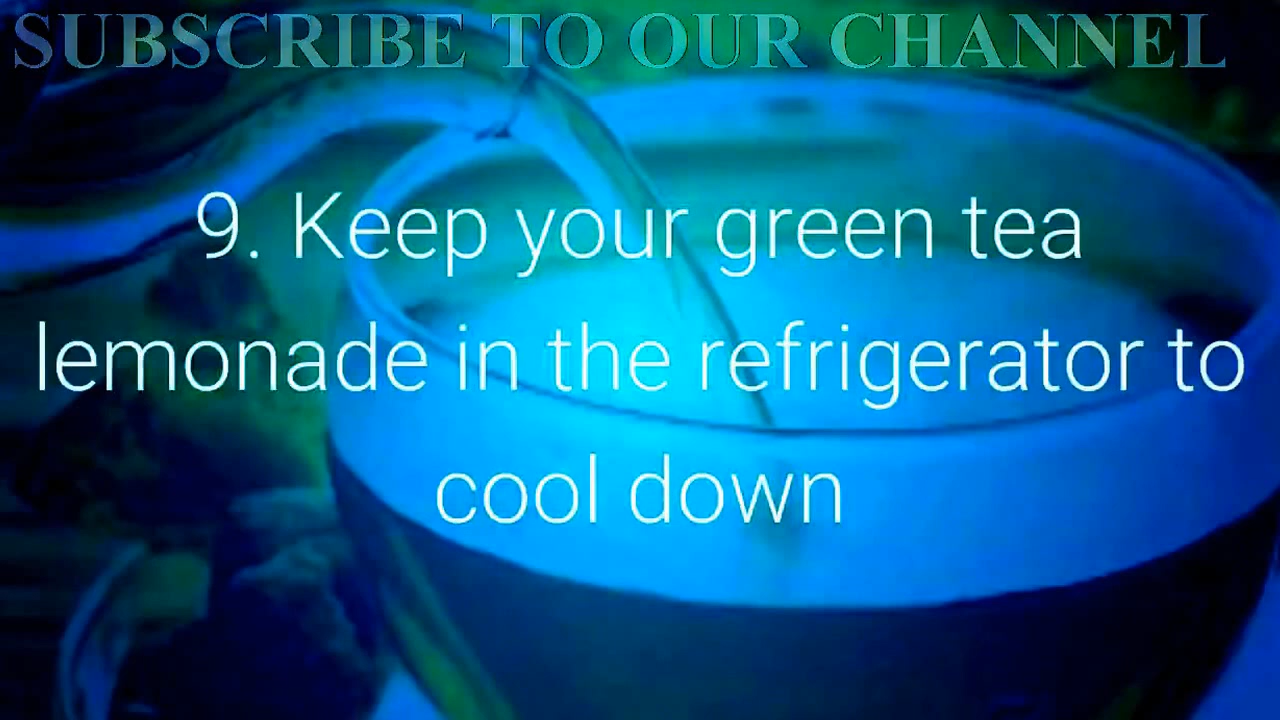 SUBSCRIBE TO OUR CHANNEL
9. Keep your green tea
lemonade in the refrigerator to
cool down